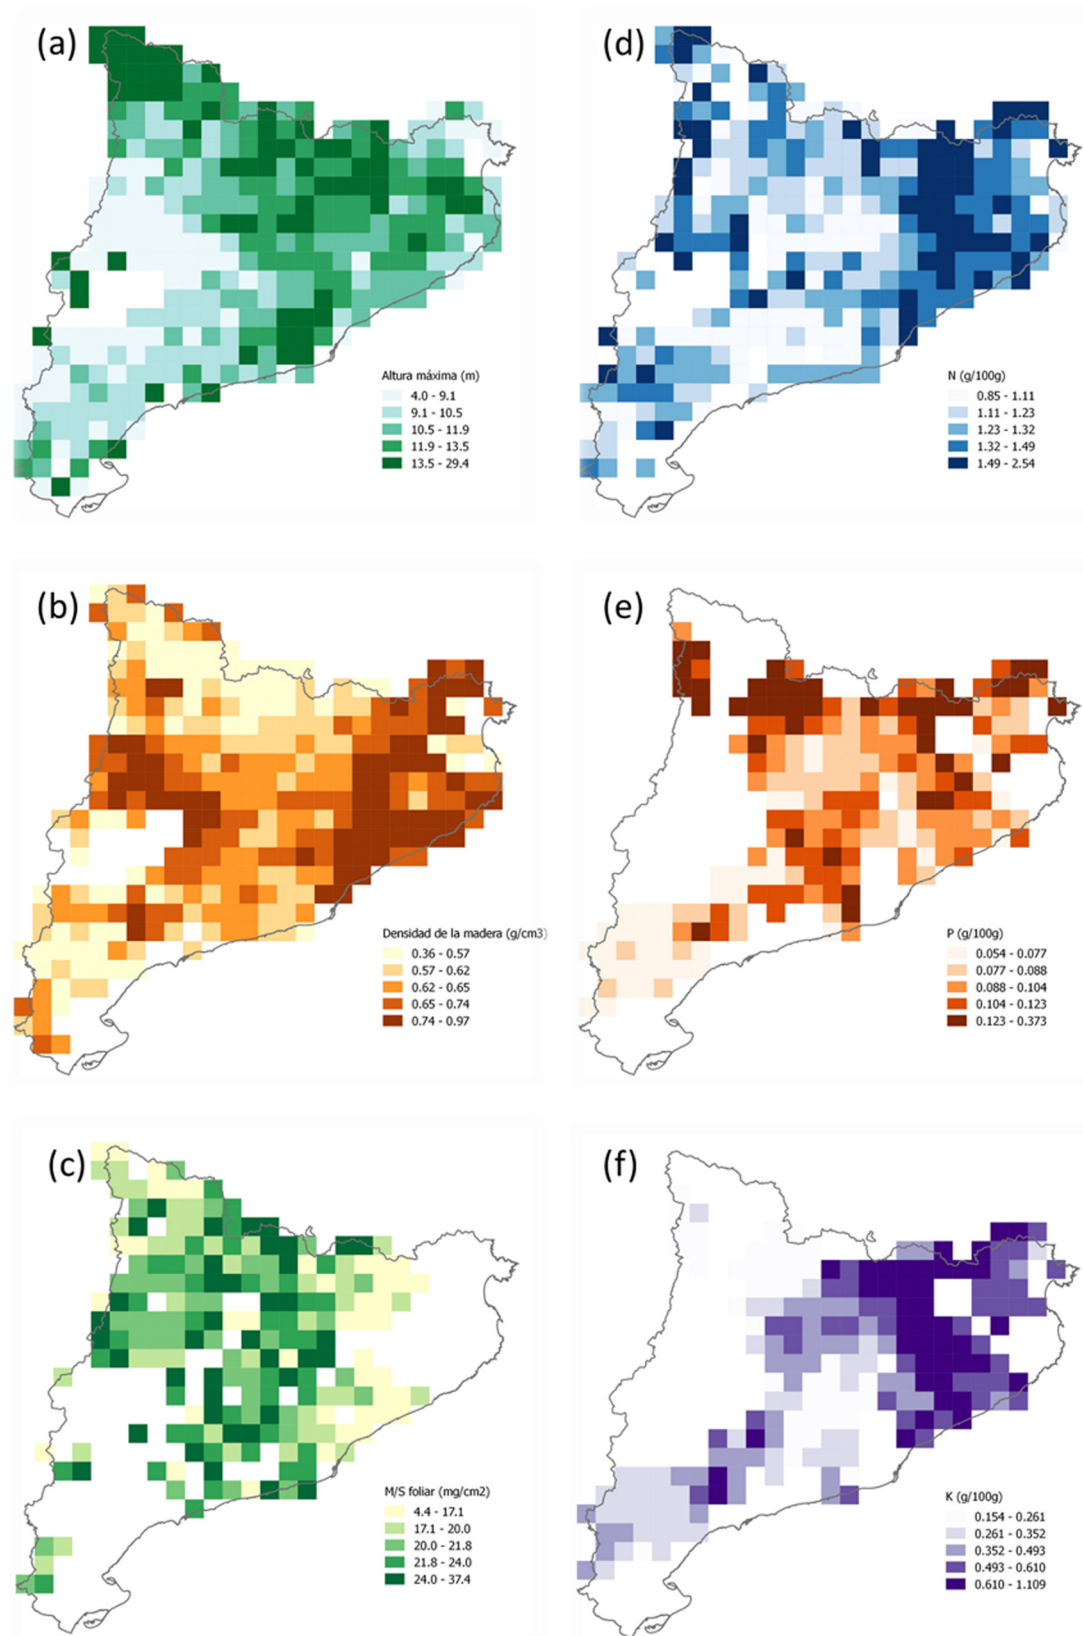 (a)
Altura máxima (m)
4.0 - 9.1
9.1 - 10.5
10.5 - 11.9
11.9 - 13.5
13.5 - 29.4
(d)
N (g/100g)
0.85 - 1.11
1.11 - 1.23
1.23 - 1.32
1.32 - 1.49
1.49 - 2.54
(b)
Densidad de la madera (g/cm3)
0.36 - 0.57
0.57 - 0.62
0.62 - 0.65
0.65 - 0.74
0.74 - 0.97
(e)
P (g/100g)
0.054 - 0.077
0.077 - 0.088
0.088 - 0.104
0.104 - 0.123
0.123 - 0.373
(c)
M/S foliar (mg/cm2)
4.4 - 17.1
17.1 - 20.0
20.0 - 21.8
21.8 - 24.0
24.0 - 37.4
(f)
K (g/100g)
0.154 - 0.261
0.261 - 0.352
0.352 - 0.493
0.493 - 0.610
0.610 - 1.109